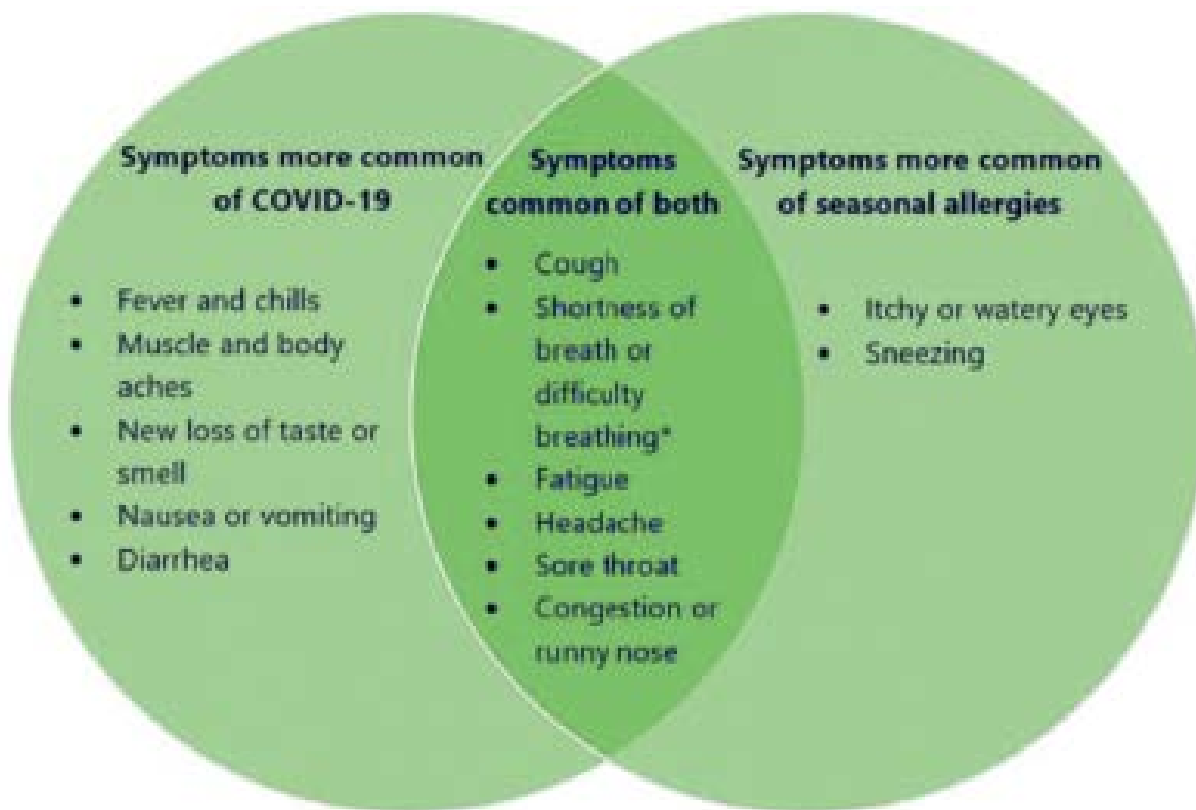 Symptoms more common
of COVID-19
• Fever and chills
• Muscle and body
aches
• New loss of taste or
smell
• Nausea or vomiting
• Diarrhea
Symptoms
common of both
• Cough
• Shortness of
breath or
difficulty
breathing*
• Fatigue
• Headache
• Sore throat
• Congestion or
runny nose
Symptoms more common
of seasonal allergies
• Itchy or watery eyes
• Sneezing